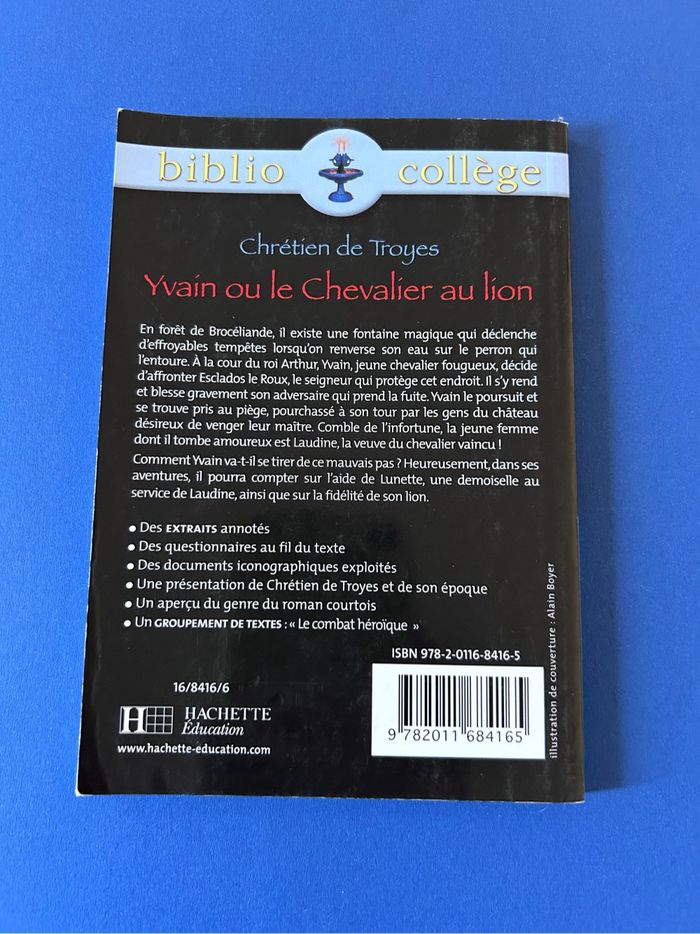 biblio collège
Chrétien de Troyes
Yvain ou le Chevalier au lion
En forêt de Brocéliande, il existe une fontaine magique qui déclenche
d'effroyables tempêtes lorsqu'on renverse son eau sur le perron qui
l'entoure. À la cour du roi Arthur, Yvain, jeune chevalier fougueux, décide
d'affronter Esclados le Roux, le seigneur qui protège cet endroit. Il s'y rend
et blesse gravement son adversaire qui prend la fuite. Yvain le poursuit et
se trouve pris au piège, pourchassé à son tour par les gens du château
désireux de venger leur maître. Comble de l'infortune, la jeune femme
dont il tombe amoureux est Laudine, la veuve du chevalier vaincu !
Comment Yvain va-t-il se tirer de ce mauvais pas ? Heureusement, dans ses
aventures, il pourra compter sur l'aide de Lunette, une demoiselle au
service de Laudine, ainsi que sur la fidélité de son lion.
• Des EXTRAITS annotés
• Des questionnaires au fil du texte
• Des documents iconographiques exploités
• Une présentation de Chrétien de Troyes et de son époque
• Un aperçu du genre du roman courtois
• Un GROUPEMENT DE TEXTES : « Le combat héroïque »
ISBN 978-2-0116-8416-5
16/8416/6
H HACHETTE
Éducation
www.hachette-education.com
9 782011 684165
illustration de couverture : Alain Boyer